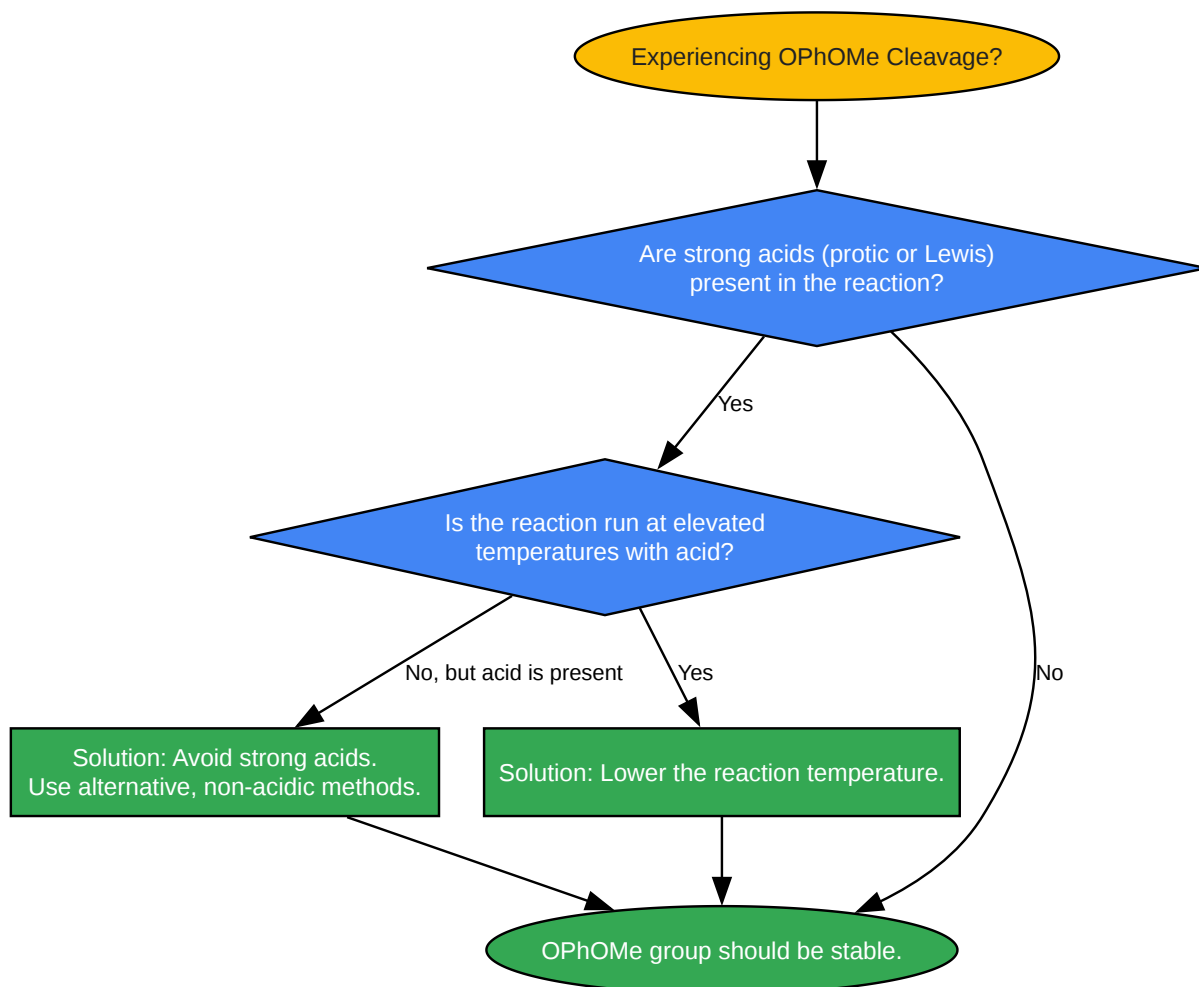 Experiencing OPhOMe Cleavage?
Are strong acids (protic or Lewis)
present in the reaction?
Yes
Is the reaction run at elevated
temperatures with acid?
No, but acid is present
Yes
No
Solution: Avoid strong acids.
Use alternative, non-acidic methods.
Solution: Lower the reaction temperature.
OPhOMe group should be stable.